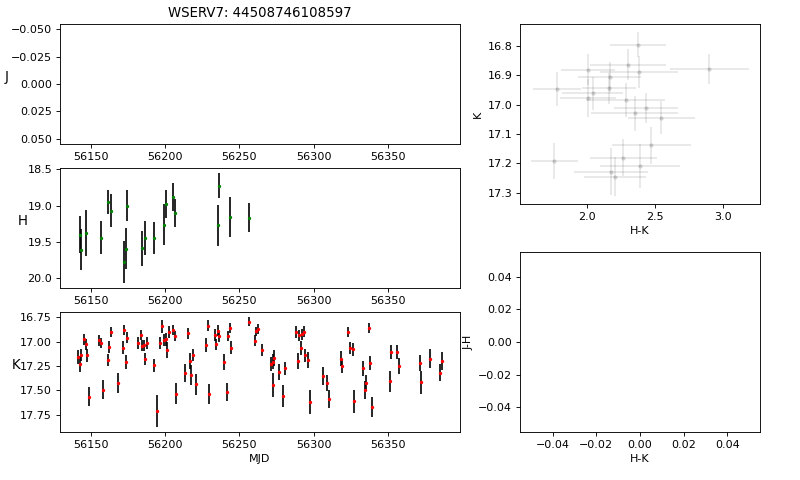 WSERV7: 44508746108597
−0.050
−0.025
0.000
0.025
0.050
J
56150 56200 56250 56300 56350
18.5
19.0
19.5
20.0
H
56150 56200 56250 56300 56350
16.75
17.00
17.25
17.50
17.75
K
56150 56200 56250 56300 56350
MJD
16.8
16.9
17.0
17.1
17.2
17.3
K
2.0 2.5 3.0
H-K
0.04
0.02
0.00
−0.02
−0.04
J-H
−0.04 −0.02 0.00 0.02 0.04
H-K